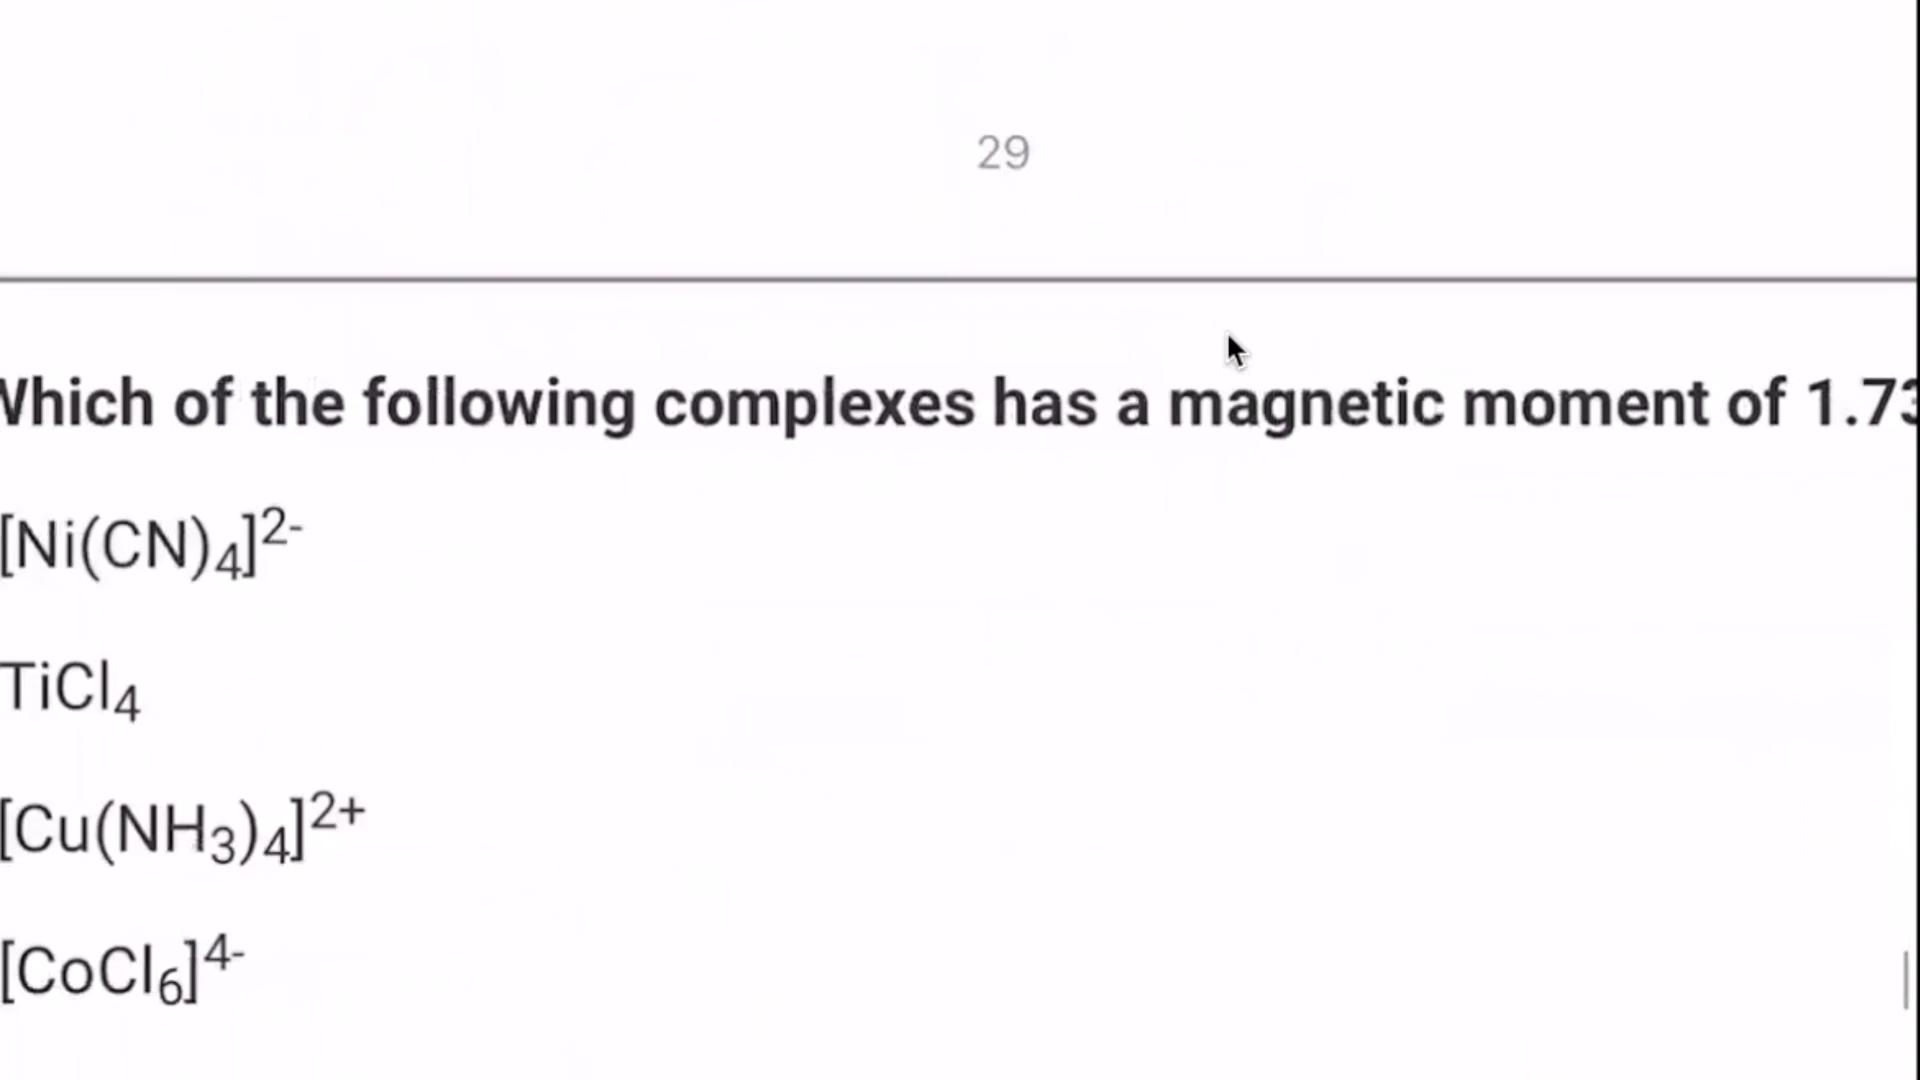 29
Which of the following complexes has a magnetic moment of 1.73
[Ni(CN)₄]²⁻
TiCl₄
[Cu(NH₃)₄]²⁺
[CoCl₆]⁴⁻